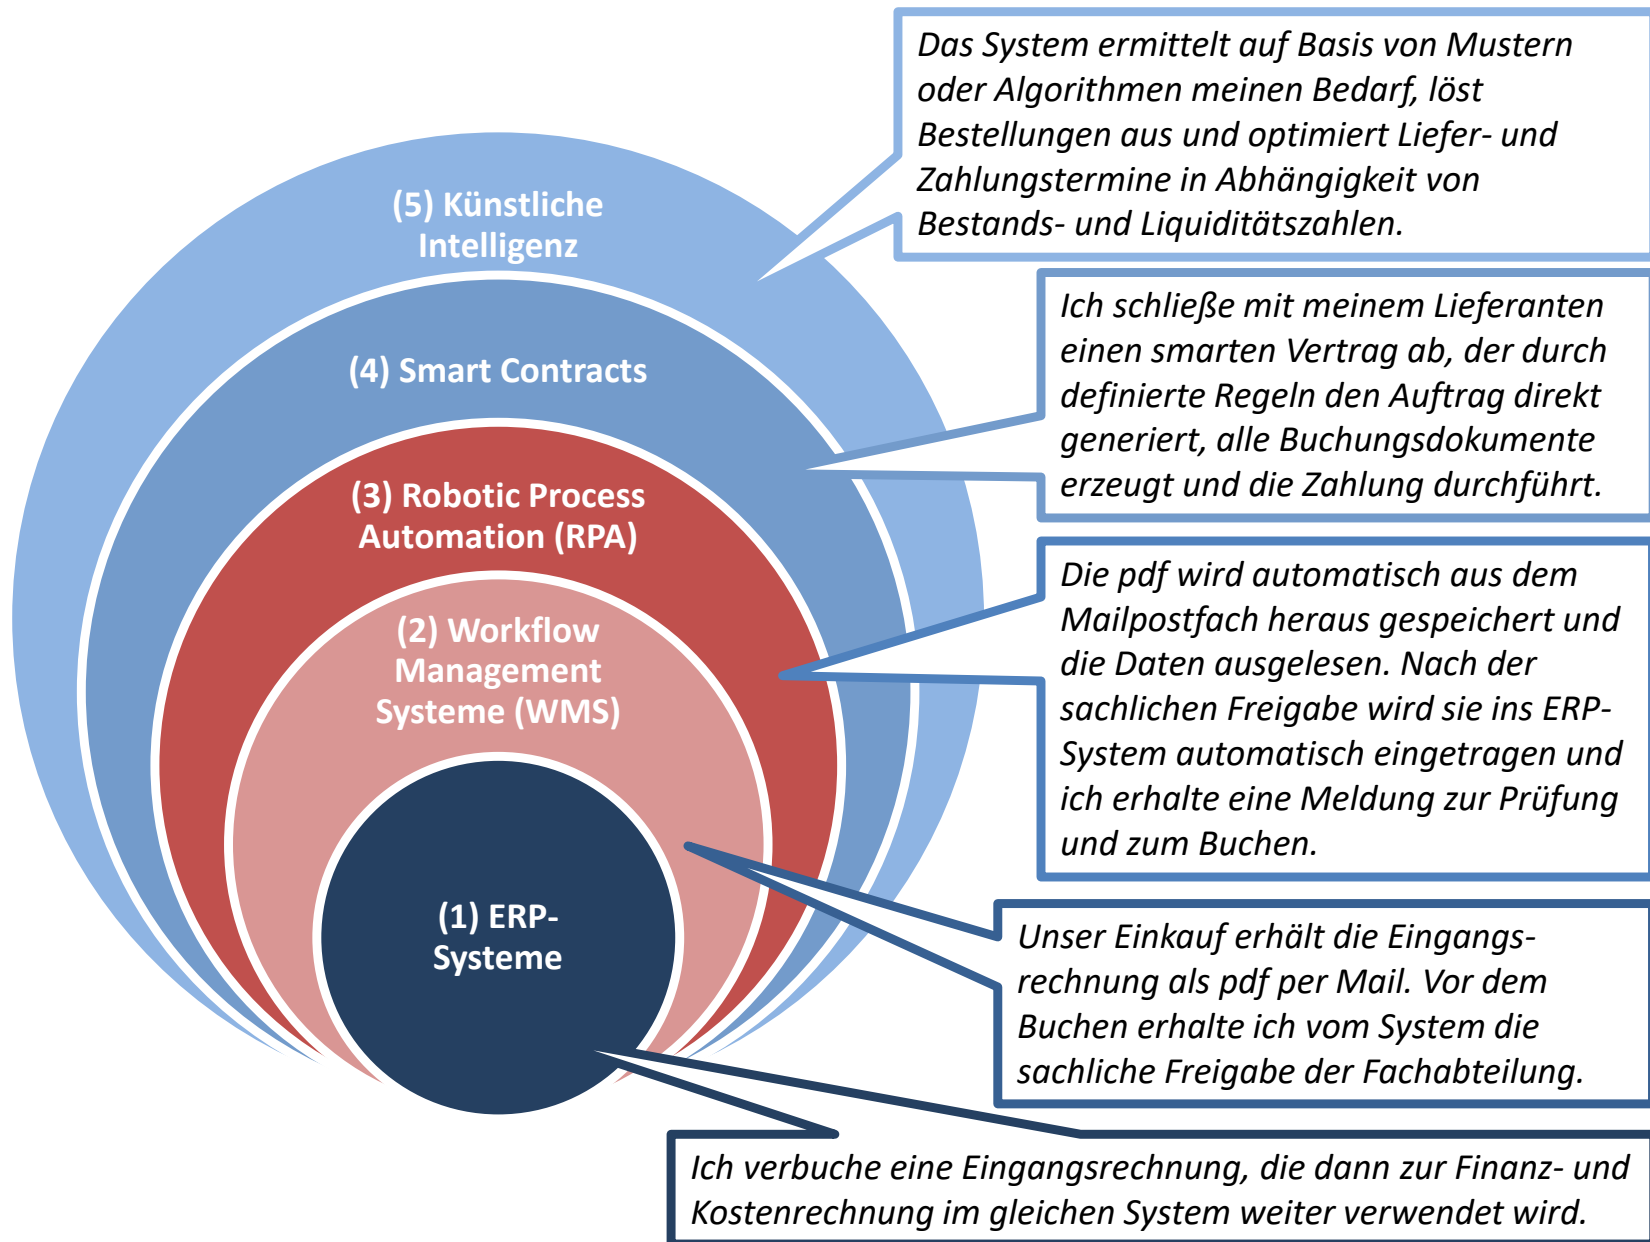 Das System ermittelt auf Basis von Mustern
oder Algorithmen meinen Bedarf, löst
Bestellungen aus und optimiert Liefer- und
Zahlungstermine in Abhängigkeit von
Bestands- und Liquiditätszahlen.
(5) Künstliche
Intelligenz
Ich schließe mit meinem Lieferanten
einen smarten Vertrag ab, der durch
definierte Regeln den Auftrag direkt
generiert, alle Buchungsdokumente
erzeugt und die Zahlung durchführt.
(4) Smart Contracts
(3) Robotic Process
Automation (RPA)
Die pdf wird automatisch aus dem
Mailpostfach heraus gespeichert und
die Daten ausgelesen. Nach der
sachlichen Freigabe wird sie ins ERP-
System automatisch eingetragen und
ich erhalte eine Meldung zur Prüfung
und zum Buchen.
(2) Workflow
Management
Systeme (WMS)
(1) ERP-
Systeme
Unser Einkauf erhält die Eingangs-
rechnung als pdf per Mail. Vor dem
Buchen erhalte ich vom System die
sachliche Freigabe der Fachabteilung.
Ich verbuche eine Eingangsrechnung, die dann zur Finanz- und
Kostenrechnung im gleichen System weiter verwendet wird.